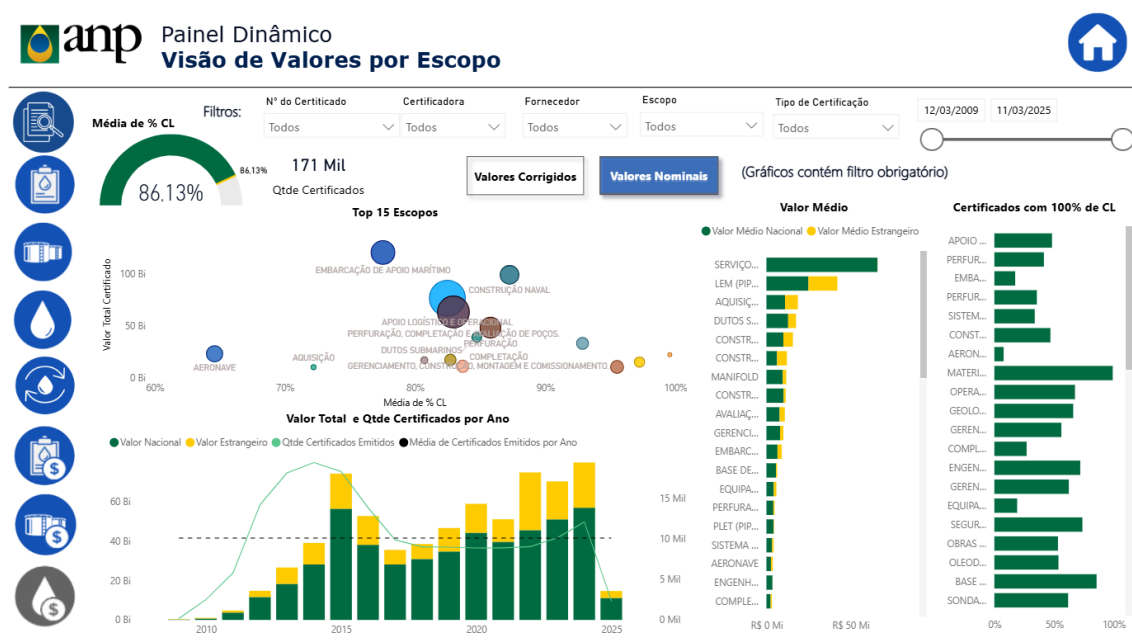 anp
Painel Dinâmico
Visão de Valores por Escopo
Filtros:
N° do Certiticado
Certificadora
Fornecedor
Escopo
Tipo de Certificação
Todos
Todos
Todos
Todos
Todos
12/03/2009
11/03/2025
Média de % CL
86,13%
86,13%
171 Mil
Qtde Certificados
Valores Corrigidos
Valores Nominais
(Gráficos contém filtro obrigatório)
Top 15 Escopos
Valor Total Certificado
100 Bi
50 Bi
0 Bi
60%
70%
80%
90%
100%
Média de % CL
EMBARCAÇÃO DE APOIO MARÍTIMO
CONSTRUÇÃO NAVAL
APOIO LOGÍSTICO E OPERACIONAL
PERFURAÇÃO, COMPLETAÇÃO E AVALIAÇÃO DE POÇOS.
PERFURAÇÃO
DUTOS SUBMARINOS
COMPLETAÇÃO
AQUISIÇÃO
GERENCIAMENTO, CONSTRUÇÃO, MONTAGEM E COMISSIONAMENTO.
AERONAVE
Valor Total e Qtde Certificados por Ano
Valor Nacional
Valor Estrangeiro
Qtde Certificados Emitidos
Média de Certificados Emitidos por Ano
60 Bi
40 Bi
20 Bi
0 Bi
15 Mil
10 Mil
5 Mil
0 Mil
2010
2015
2020
2025
Valor Médio
Valor Médio Nacional
Valor Médio Estrangeiro
SERVIÇO...
LEM (PIP...
AQUISIÇ...
DUTOS S...
CONSTR...
CONSTR...
MANIFOLD
CONSTR...
AVALIAÇ...
GERENCI...
EMBARC...
BASE DE...
EQUIPA...
PERFURA...
PLET (PIP...
SISTEMA ...
AERONAVE
ENGENH...
COMPLE...
R$ 0 Mi
R$ 50 Mi
Certificados com 100% de CL
APOIO ...
PERFUR...
EMBA...
PERFUR...
SISTEM...
CONST...
AERON...
MATERI...
OPERA...
GEOLO...
GEREN...
COMPL...
ENGEN...
GEREN...
EQUIPA...
SEGUR...
OBRAS ...
OLEOD...
BASE ...
SONDA...
0%
50%
100%